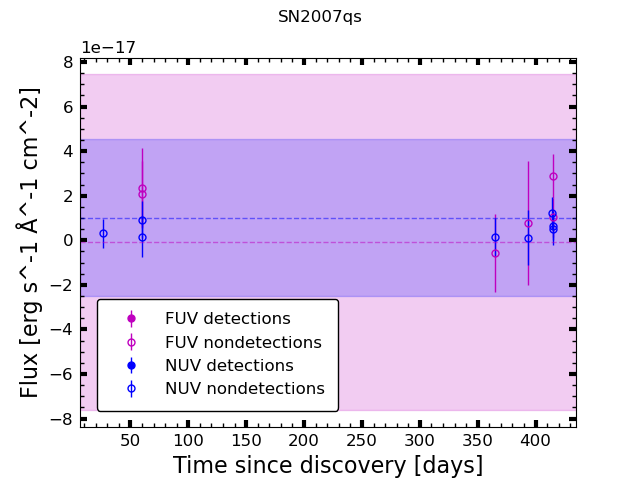 SN2007qs
1e−17
8
6
4
2
0
−2
−4
−6
−8
Flux [erg s^-1 Å^-1 cm^-2]
FUV detections
FUV nondetections
NUV detections
NUV nondetections
50 100 150 200 250 300 350 400
Time since discovery [days]